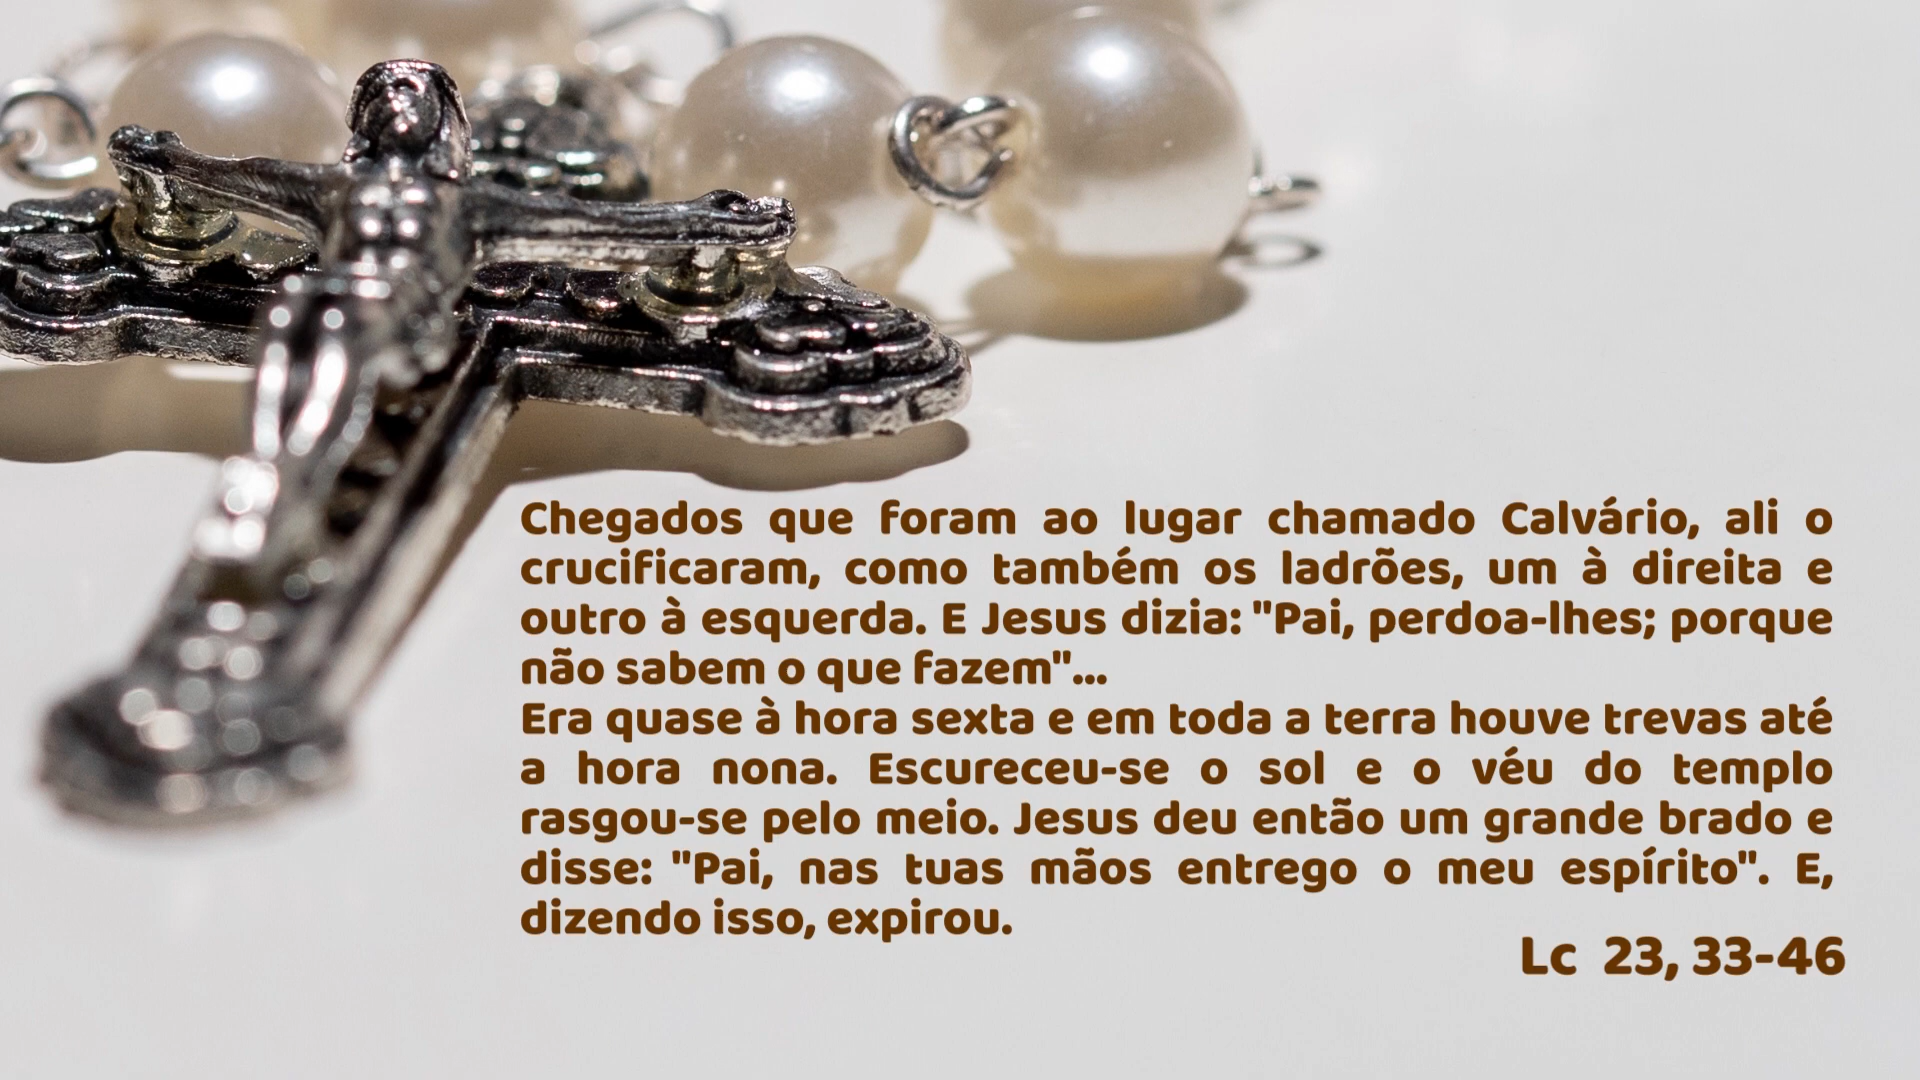 Chegados que foram ao lugar chamado Calvário, ali o
crucificaram, como também os ladrões, um à direita e
outro à esquerda. E Jesus dizia: "Pai, perdoa-lhes; porque
não sabem o que fazem"...
Era quase à hora sexta e em toda a terra houve trevas até
a hora nona. Escureceu-se o sol e o véu do templo
rasgou-se pelo meio. Jesus deu então um grande brado e
disse: "Pai, nas tuas mãos entrego o meu espírito". E,
dizendo isso, expirou.
Lc 23, 33-46